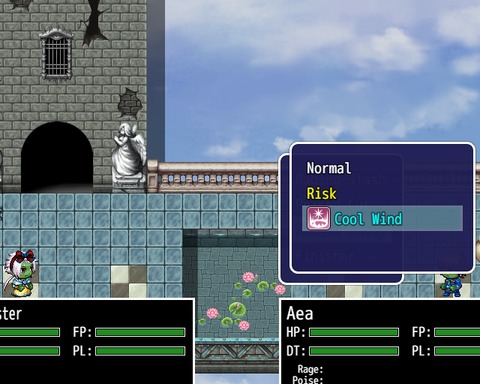 Normal
Risk
Cool Wind
ster
FP:
PL:
Aea
HP:
FP:
DT:
PL:
Rage:
Poise: